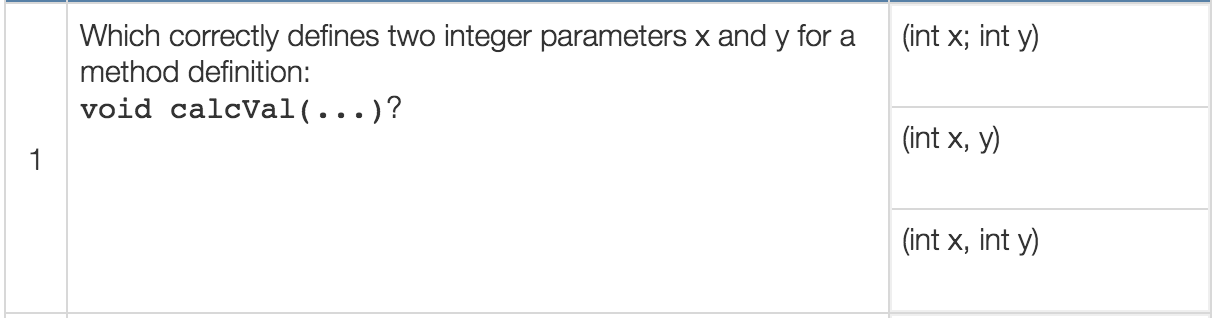 1
Which correctly defines two integer parameters x and y for a
method definition:
void calcVal(...)?
(int x; int y)
(int x, y)
(int x, int y)